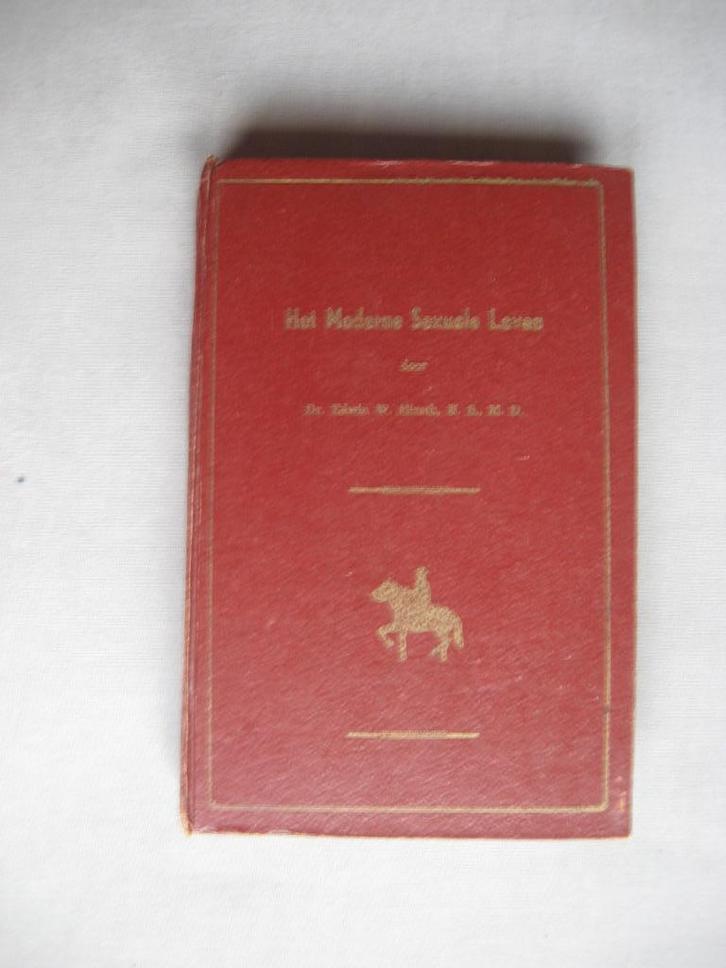 Het Moderne Sexuele Leven
door
Dr. Edwin W. Hirsch, B. S., M. D.